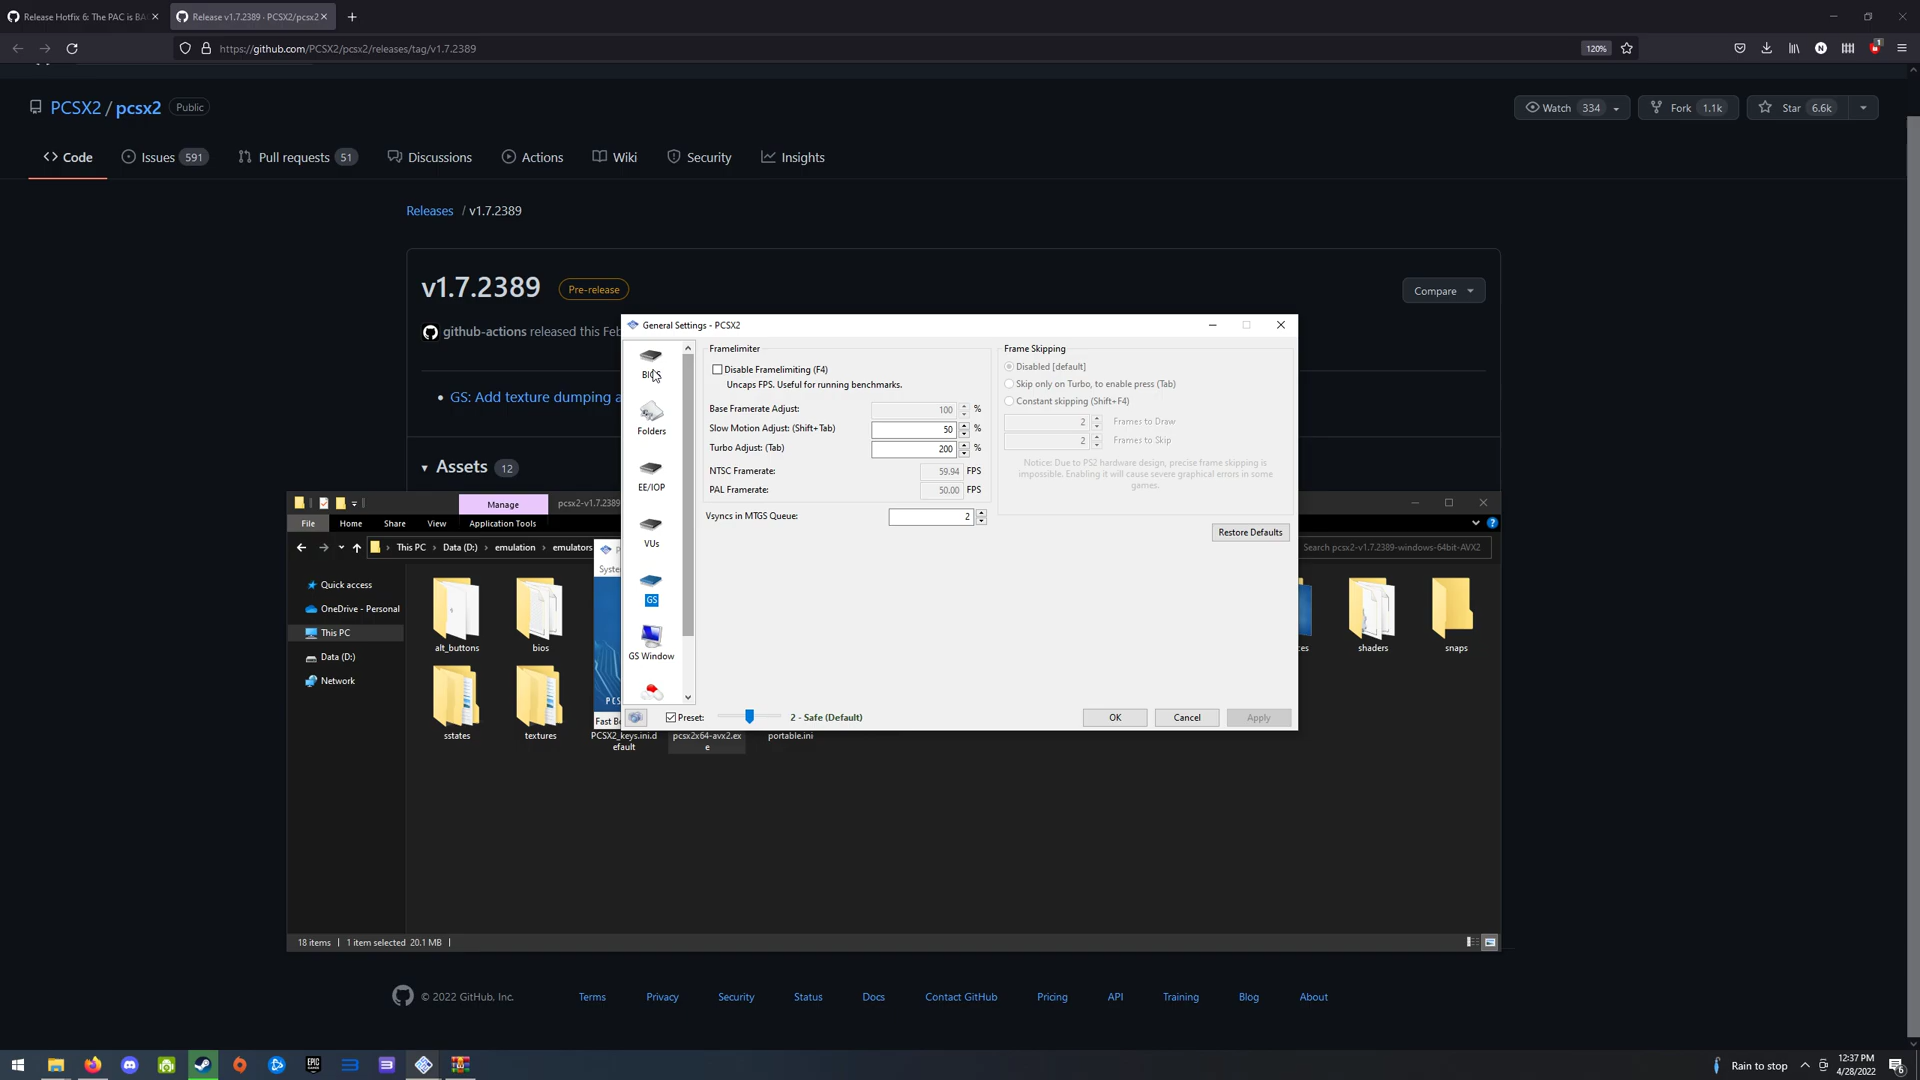 Release Hotfix 6: The PAC is BA
Release v1.7.2389 · PCSX2/pcsx2
https://github.com/PCSX2/pcsx2/releases/tag/v1.7.2389
120%
PCSX2 / pcsx2 Public
Watch 334
Fork 1.1k
Star 6.6k
Code
Issues 591
Pull requests 51
Discussions
Actions
Wiki
Security
Insights
Releases / v1.7.2389
v1.7.2389 Pre-release
Compare
github-actions released this Feb
GS: Add texture dumping a
Assets 12
General Settings - PCSX2
BIOS
Folders
EE/IOP
VUs
GS
GS Window
Framelimiter
Disable Framelimiting (F4)
Uncaps FPS. Useful for running benchmarks.
Base Framerate Adjust: 100 %
Slow Motion Adjust: (Shift+Tab) 50 %
Turbo Adjust: (Tab) 200 %
NTSC Framerate: 59.94 FPS
PAL Framerate: 50.00 FPS
Vsyncs in MTGS Queue: 2
Frame Skipping
Disabled [default]
Skip only on Turbo, to enable press (Tab)
Constant skipping (Shift+F4)
2 Frames to Draw
2 Frames to Skip
Notice: Due to PS2 hardware design, precise frame skipping is
impossible. Enabling it will cause severe graphical errors in some
games.
Restore Defaults
Preset: 2 - Safe (Default)
OK
Cancel
Apply
Manage
pcsx2-v1.7.2389
File
Home
Share
View
Application Tools
This PC
Data (D:)
emulation
emulators
Search pcsx2-v1.7.2389-windows-64bit-AVX2
Syste
Quick access
OneDrive - Personal
This PC
Data (D:)
Network
alt_buttons
bios
ces
shaders
snaps
PCS
Fast Bo
sstates
textures
PCSX2_keys.ini.d
efault
pcsx2x64-avx2.ex
e
portable.ini
18 items
1 item selected 20.1 MB
© 2022 GitHub, Inc.
Terms
Privacy
Security
Status
Docs
Contact GitHub
Pricing
API
Training
Blog
About
EPIC
GAMES
Rain to stop
12:37 PM
4/28/2022
6